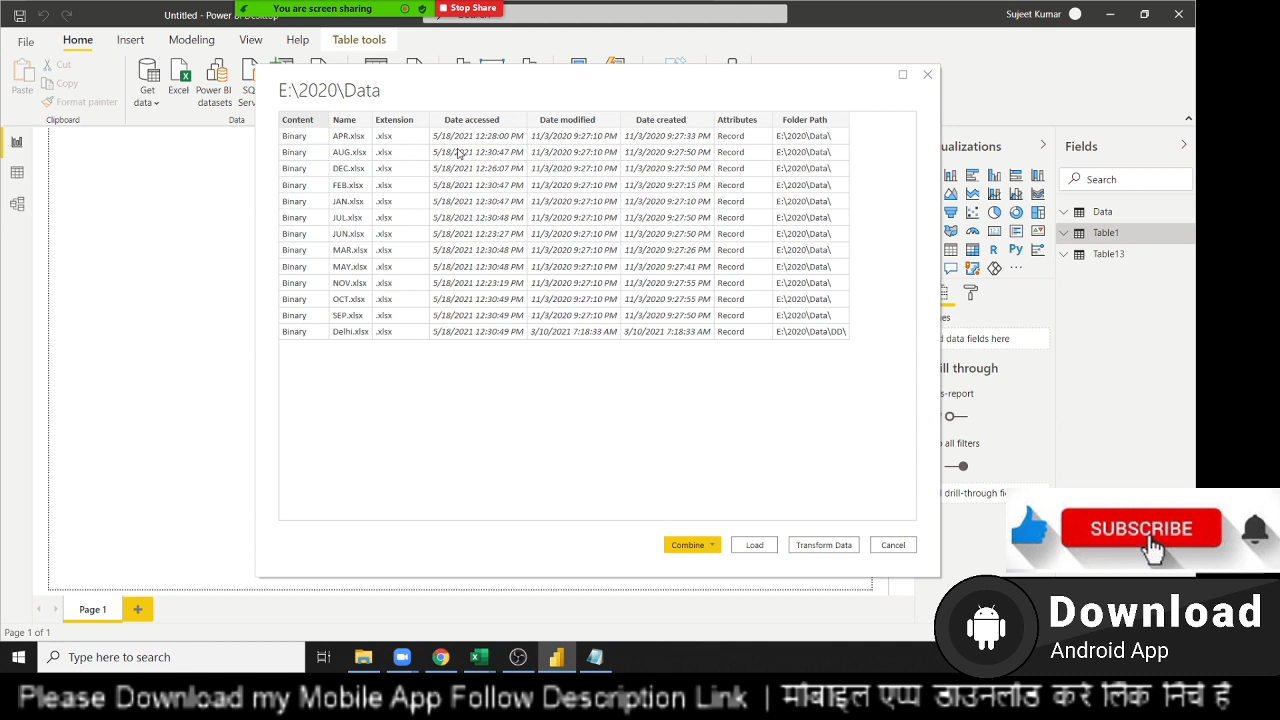 Untitled - Power BI Desktop
You are screen sharing
Stop Share
Sujeet Kumar
File
Home
Insert
Modeling
View
Help
Table tools
Paste
Cut
Copy
Format painter
Clipboard
Get
data
Excel
Power BI
datasets
Data
E:\2020\Data
Content Name Extension Date accessed Date modified Date created Attributes Folder Path
Binary APR.xlsx .xlsx 5/18/2021 12:28:00 PM 11/3/2020 9:27:10 PM 11/3/2020 9:27:33 PM Record E:\2020\Data\
Binary AUG.xlsx .xlsx 5/18/2021 12:30:47 PM 11/3/2020 9:27:10 PM 11/3/2020 9:27:50 PM Record E:\2020\Data\
Binary DEC.xlsx .xlsx 5/18/2021 12:26:07 PM 11/3/2020 9:27:10 PM 11/3/2020 9:27:50 PM Record E:\2020\Data\
Binary FEB.xlsx .xlsx 5/18/2021 12:30:47 PM 11/3/2020 9:27:10 PM 11/3/2020 9:27:15 PM Record E:\2020\Data\
Binary JAN.xlsx .xlsx 5/18/2021 12:30:47 PM 11/3/2020 9:27:10 PM 11/3/2020 9:27:50 PM Record E:\2020\Data\
Binary JUL.xlsx .xlsx 5/18/2021 12:30:48 PM 11/3/2020 9:27:10 PM 11/3/2020 9:27:50 PM Record E:\2020\Data\
Binary JUN.xlsx .xlsx 5/18/2021 12:23:27 PM 11/3/2020 9:27:10 PM 11/3/2020 9:27:50 PM Record E:\2020\Data\
Binary MAR.xlsx .xlsx 5/18/2021 12:30:48 PM 11/3/2020 9:27:10 PM 11/3/2020 9:27:26 PM Record E:\2020\Data\
Binary MAY.xlsx .xlsx 5/18/2021 12:30:48 PM 11/3/2020 9:27:10 PM 11/3/2020 9:27:41 PM Record E:\2020\Data\
Binary NOV.xlsx .xlsx 5/18/2021 12:23:19 PM 11/3/2020 9:27:10 PM 11/3/2020 9:27:55 PM Record E:\2020\Data\
Binary OCT.xlsx .xlsx 5/18/2021 12:30:49 PM 11/3/2020 9:27:10 PM 11/3/2020 9:27:55 PM Record E:\2020\Data\
Binary SEP.xlsx .xlsx 5/18/2021 12:30:49 PM 11/3/2020 9:27:10 PM 11/3/2020 9:27:50 PM Record E:\2020\Data\
Binary Delhi.xlsx .xlsx 5/18/2021 12:30:49 PM 3/10/2021 7:18:33 AM 3/10/2021 7:18:33 AM Record E:\2020\Data\DD\
Combine
Load
Transform Data
Cancel
ualizations
R
Py
es
d data fields here
ill through
s-report
all filters
d drill-through fi
Fields
Search
Data
Table1
Table13
SUBSCRIBE
Download
Android App
Page 1
Page 1 of 1
Type here to search
Please Download my Mobile App Follow Description Link | मोबाइल एप्प डाउनलोड करे लिंक निचे है